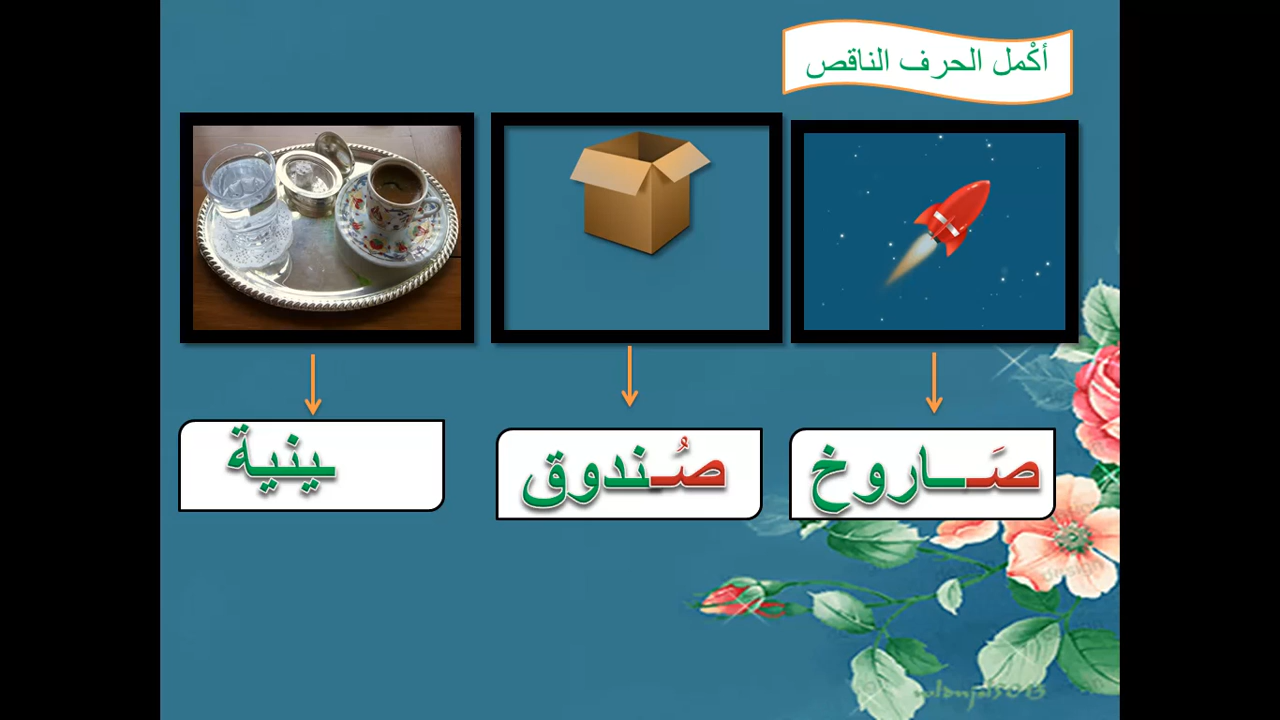 أكْمل الحرف الناقص
صَـاروخ
صُـندوق
ـينية